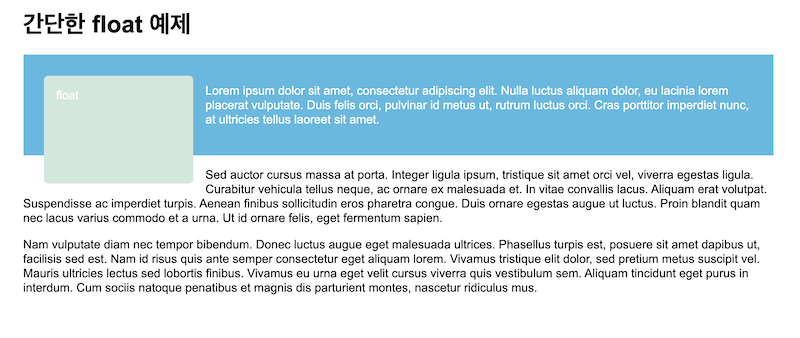 간단한 float 예제
float
Lorem ipsum dolor sit amet, consectetur adipiscing elit. Nulla luctus aliquam dolor, eu lacinia lorem
placerat vulputate. Duis felis orci, pulvinar id metus ut, rutrum luctus orci. Cras porttitor imperdiet nunc,
at ultricies tellus laoreet sit amet.
Sed auctor cursus massa at porta. Integer ligula ipsum, tristique sit amet orci vel, viverra egestas ligula.
Curabitur vehicula tellus neque, ac ornare ex malesuada et. In vitae convallis lacus. Aliquam erat volutpat.
Suspendisse ac imperdiet turpis. Aenean finibus sollicitudin eros pharetra congue. Duis ornare egestas augue ut luctus. Proin blandit quam
nec lacus varius commodo et a urna. Ut id ornare felis, eget fermentum sapien.
Nam vulputate diam nec tempor bibendum. Donec luctus augue eget malesuada ultrices. Phasellus turpis est, posuere sit amet dapibus ut,
facilisis sed est. Nam id risus quis ante semper consectetur eget aliquam lorem. Vivamus tristique elit dolor, sed pretium metus suscipit vel.
Mauris ultricies lectus sed lobortis finibus. Vivamus eu urna eget velit cursus viverra quis vestibulum sem. Aliquam tincidunt eget purus in
interdum. Cum sociis natoque penatibus et magnis dis parturient montes, nascetur ridiculus mus.